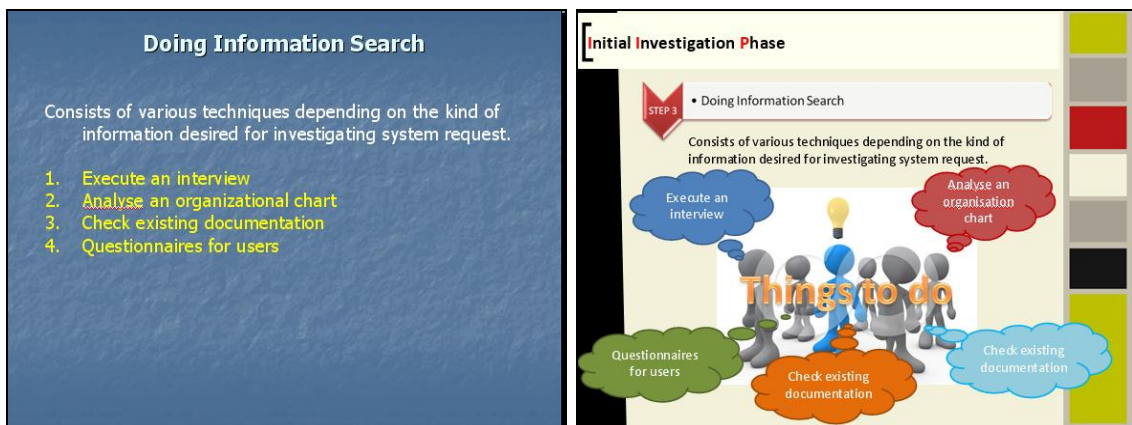 Doing Information Search
Consists of various techniques depending on the kind of
information desired for investigating system request.
1. Execute an interview
2. Analyse an organizational chart
3. Check existing documentation
4. Questionnaires for users
Initial Investigation Phase
STEP 3
• Doing Information Search
Consists of various techniques depending on the kind of
information desired for investigating system request.
Execute an
interview
Analyse an
organisation
chart
Things to do
Questionnaires
for users
Check existing
documentation
Check existing
documentation